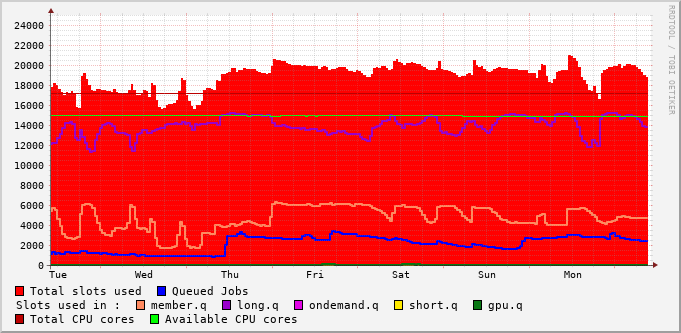 RRDTOOL / TOBI OETIKER
24000
22000
20000
18000
16000
14000
12000
10000
8000
6000
4000
2000
0
Tue Wed Thu Fri Sat Sun Mon
Total slots used Queued Jobs
Slots used in : member.q long.q ondemand.q short.q gpu.q
Total CPU cores Available CPU cores